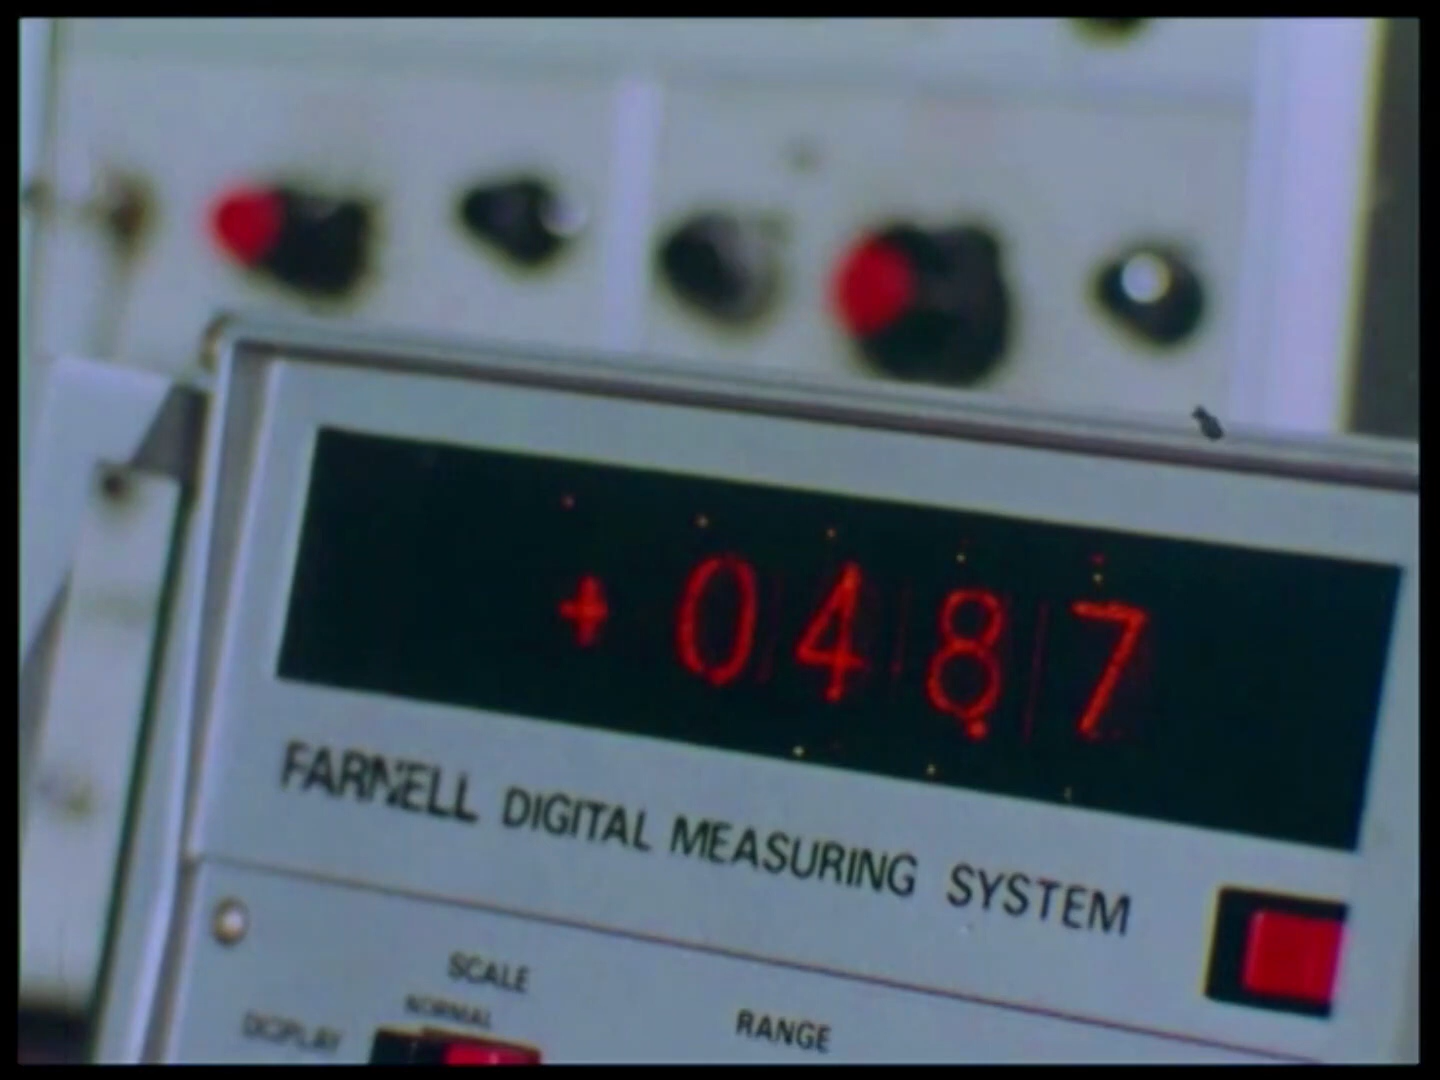 +0487
FARNELL DIGITAL MEASURING SYSTEM
SCALE
NORMAL
DISPLAY
RANGE